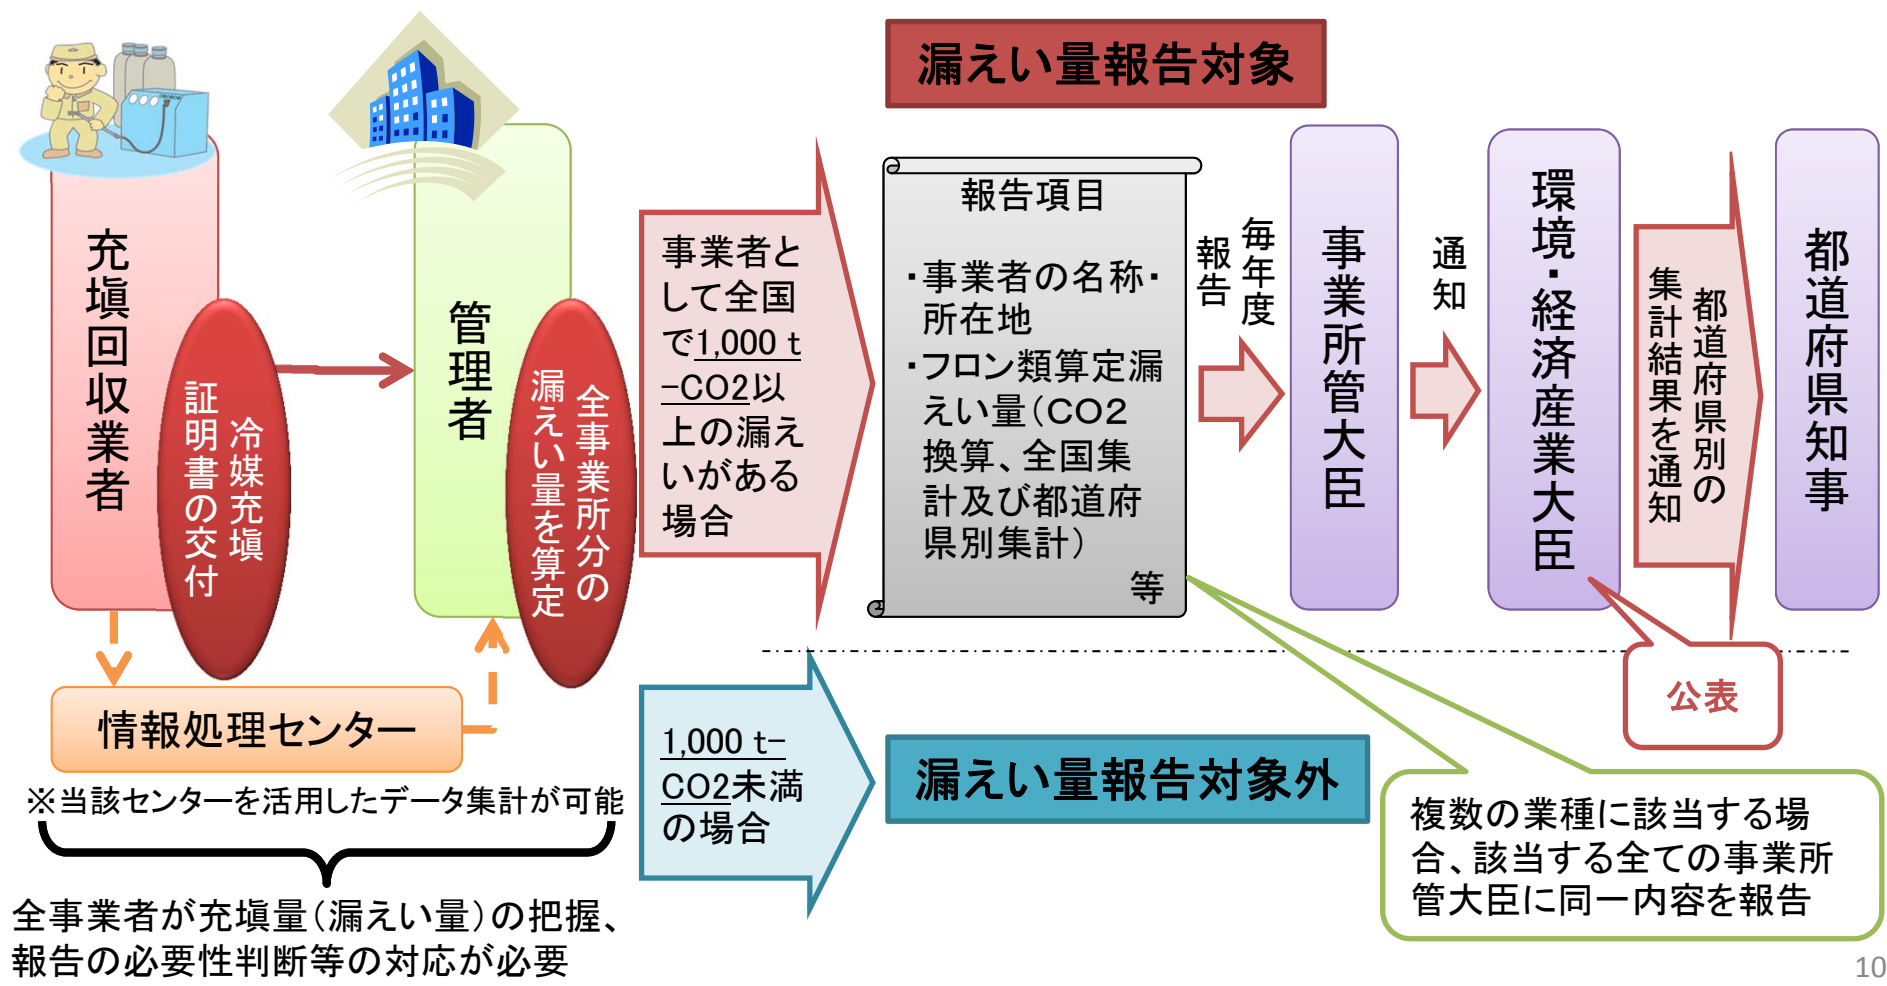 漏えい量報告対象
充塡回収業者
冷媒充塡
証明書の交付
管理者
全事業所分の
漏えい量を算定
情報処理センター
※当該センターを活用したデータ集計が可能
全事業者が充塡量（漏えい量）の把握、
報告の必要性判断等の対応が必要
事業者と
して全国
で1,000 t
-CO2以
上の漏え
いがある
場合
報告項目
・事業者の名称・
所在地
・フロン類算定漏
えい量（CO2
換算、全国集
計及び都道府
県別集計）
等
毎年度
報告
事業所管大臣
通知
環境・経済産業大臣
都道府県別の
集計結果を通知
都道府県知事
公表
1,000 t-
CO2未満
の場合
漏えい量報告対象外
複数の業種に該当する場
合、該当する全ての事業所
管大臣に同一内容を報告
10